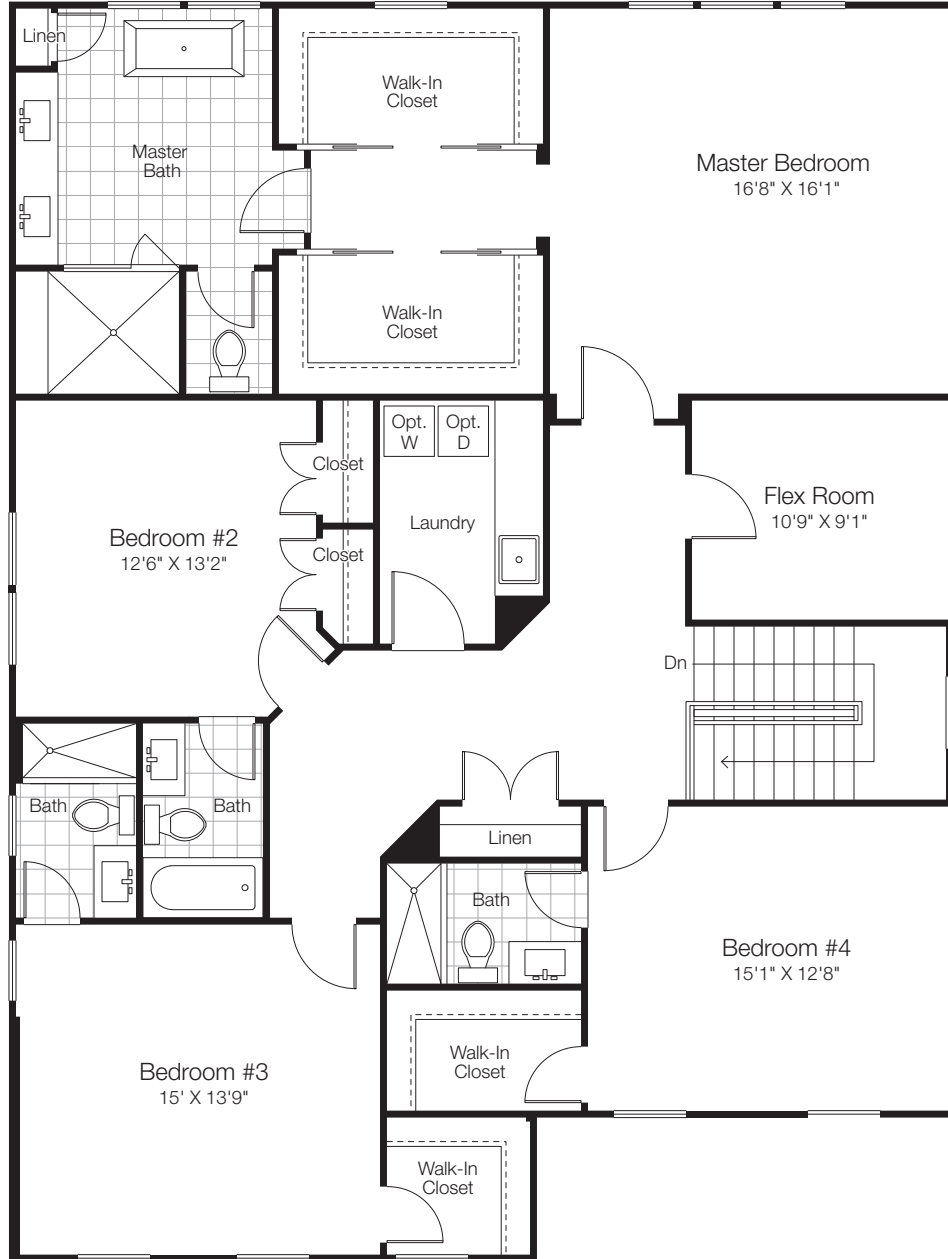 Linen
Walk-In
Closet
Master
Bath
Master Bedroom
16'8" X 16'1"
Walk-In
Closet
Opt.
W
Opt.
D
Closet
Laundry
Flex Room
10'9" X 9'1"
Bedroom #2
12'6" X 13'2"
Closet
Dn
Bath
Bath
Linen
Bath
Bedroom #4
15'1" X 12'8"
Bedroom #3
15' X 13'9"
Walk-In
Closet
Walk-In
Closet